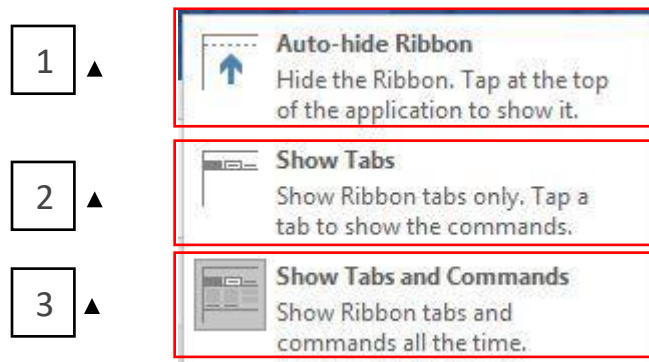 1 ▲
Auto-hide Ribbon
Hide the Ribbon. Tap at the top
of the application to show it.
2 ▲
Show Tabs
Show Ribbon tabs only. Tap a
tab to show the commands.
3 ▲
Show Tabs and Commands
Show Ribbon tabs and
commands all the time.